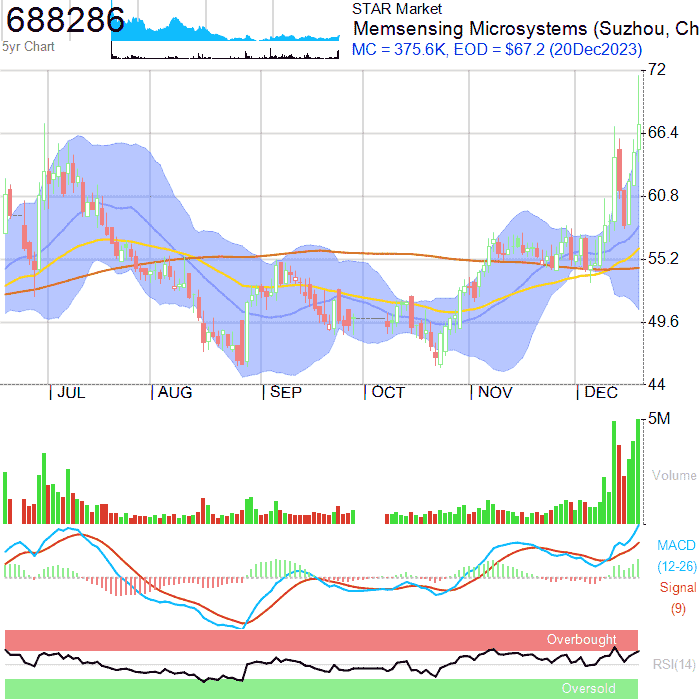 688286
5yr Chart
STAR Market
Memsensing Microsystems (Suzhou, Ch
MC = 375.6K, EOD = $67.2 (20Dec2023)
72
66.4
60.8
55.2
49.6
44
JUL AUG SEP OCT NOV DEC
5M
Volume
MACD
(12-26)
Signal
(9)
Overbought
RSI(14)
Oversold